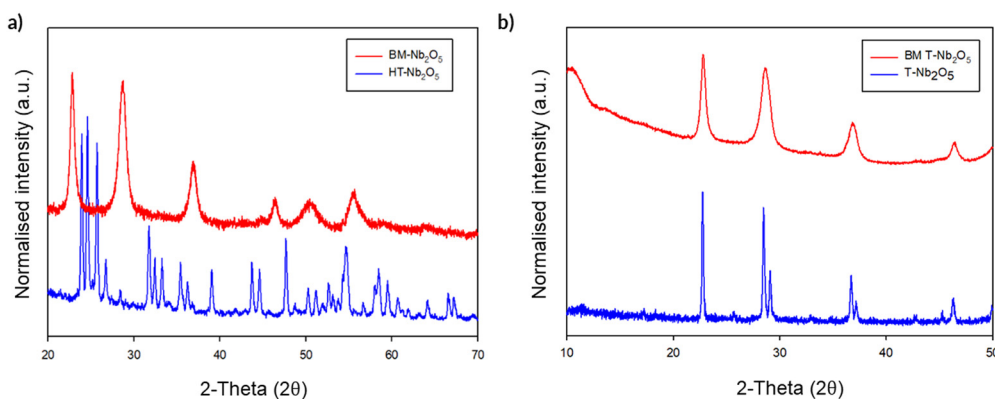 a)
Normalised intensity (a.u.)
BM-Nb₂O₅
HT-Nb₂O₅
20 30 40 50 60 70
2-Theta (2θ)
b)
Normalised intensity (a.u.)
BM T-Nb₂O₅
T-Nb₂O₅
10 20 30 40 50
2-Theta (2θ)